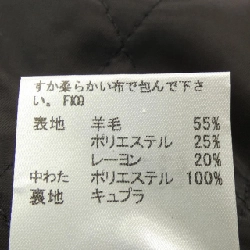 すか柔らかい布で包んで下さ
い。FK09
表地 羊毛 55%
ポリエステル 25%
レーヨン 20%
中わた ポリエステル 100%
裏地 キュプラ